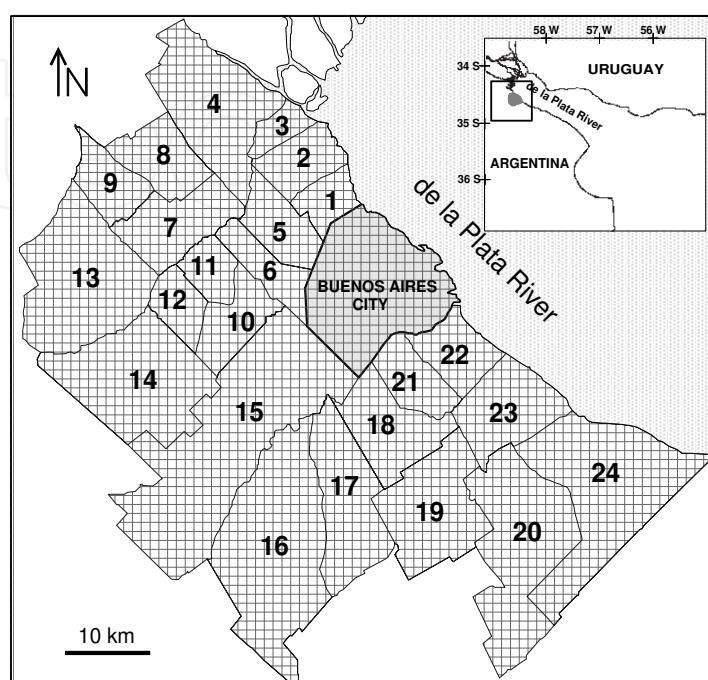 58 W 57 W 56 W
34 S
URUGUAY
de la Plata River
35 S
ARGENTINA
36 S
N
4
3
2
8
9
1
7
5
de la Plata River
11
6
13
BUENOS AIRES
CITY
12
10
22
14
21
15
23
18
24
17
19
20
16
10 km